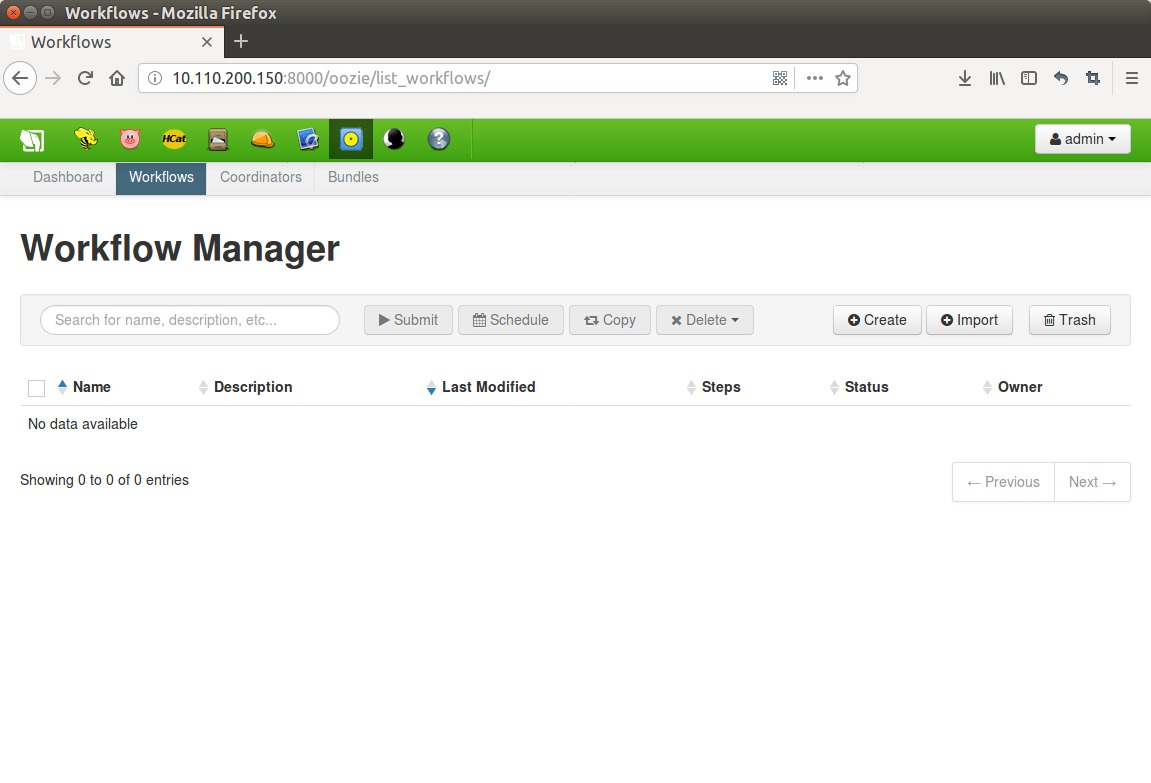 Workflows - Mozilla Firefox
Workflows
10.110.200.150:8000/oozie/list_workflows/
HCat
admin
Dashboard Workflows Coordinators Bundles
Workflow Manager
Search for name, description, etc... Submit Schedule Copy Delete Create Import Trash
Name Description Last Modified Steps Status Owner
No data available
Showing 0 to 0 of 0 entries
← Previous Next →